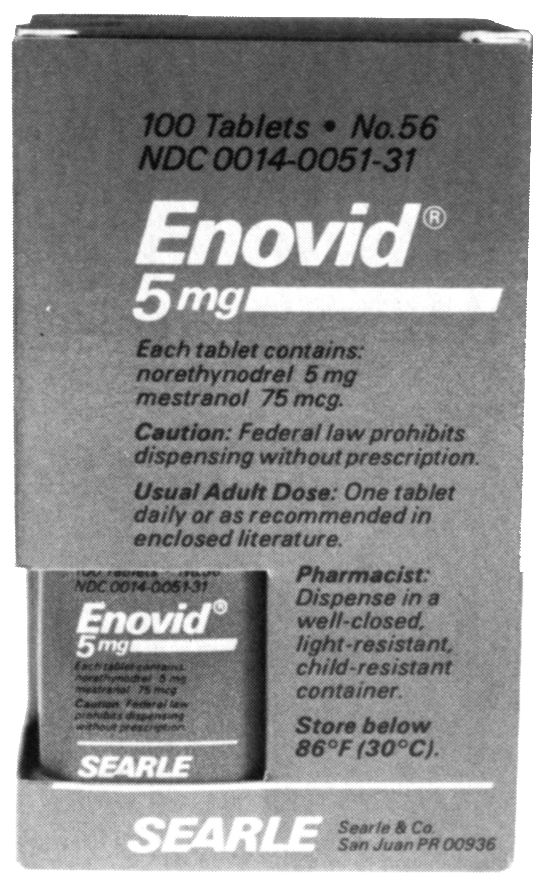 100 Tablets • No.56
NDC 0014-0051-31
Enovid®
5 mg
Each tablet contains:
norethynodrel 5 mg
mestranol 75 mcg.
Caution: Federal law prohibits
dispensing without prescription.
Usual Adult Dose: One tablet
daily or as recommended in
enclosed literature.
Pharmacist:
Dispense in a
well-closed,
light-resistant,
child-resistant
container.
Store below
86°F (30°C).
100 Tablets • No.56
NDC 0014-0051-31
Enovid®
5 mg
Each tablet contains:
norethynodrel 5 mg
mestranol 75 mcg
Caution: Federal law
prohibits dispensing
without prescription.
SEARLE
SEARLE
Searle & Co.
San Juan PR 00936